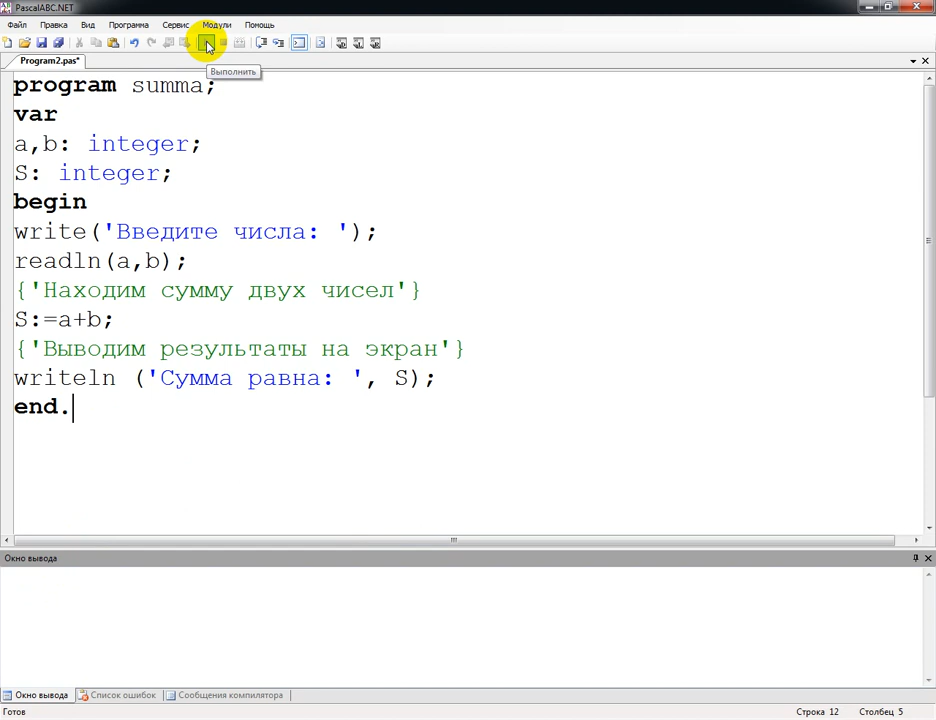 PascalABC.NET
Файл Правка Вид Программа Сервис Модули Помощь
Program2.pas*
Выполнить
program summa;
var
a,b: integer;
S: integer;
begin
write('Введите числа: ');
readln(a,b);
{'Находим сумму двух чисел'}
S:=a+b;
{'Выводим результаты на экран'}
writeln ('Сумма равна: ', S);
end.
Окно вывода
Окно вывода Список ошибок Сообщения компилятора
Готов Строка 12 Столбец 5